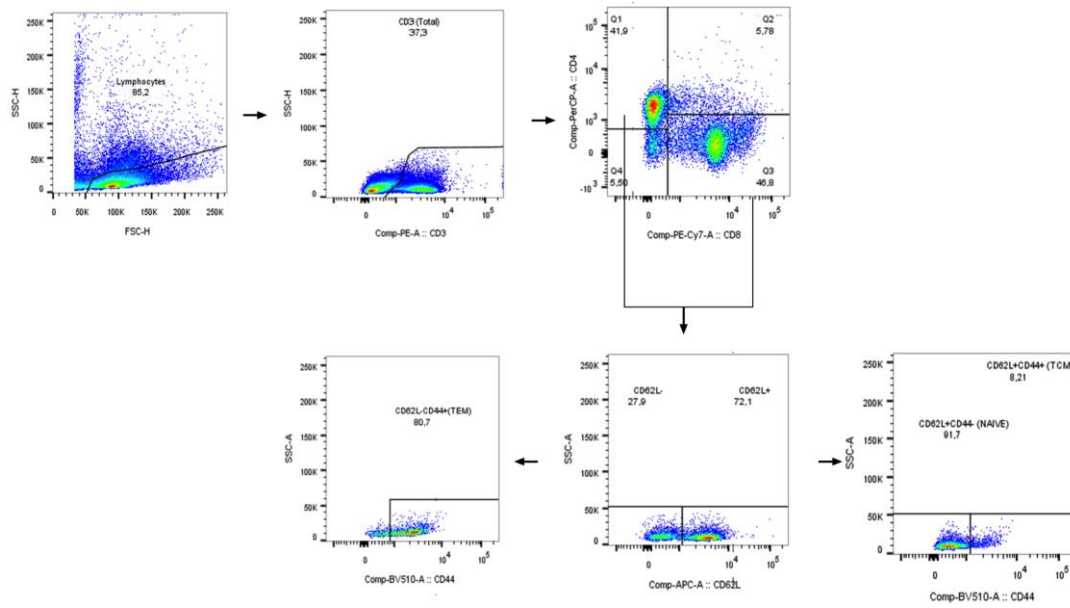 250K
200K
150K
100K
50K
0
SSC-H
Lymphocytes
85,2
0
50K
100K
150K
200K
250K
FSC-H
250K
200K
150K
100K
50K
0
SSC-H
CD3 (Total)
37,3
0
10^4
10^5
Comp-PE-A :: CD3
10^5
10^4
10^3
0
-10^3
Comp-PerCP-A :: CD4
Q1
41,9
Q2
5,78
Q4
5,50
Q3
46,8
0
10^4
10^5
Comp-PE-Cy7-A :: CD8
250K
200K
150K
100K
50K
0
SSC-A
CD62L-CD44+(TEM)
80,7
0
10^4
10^5
Comp-BV510-A :: CD44
250K
200K
150K
100K
50K
0
SSC-A
CD62L-
27,9
CD62L+
72,1
0
10^4
10^5
Comp-APC-A :: CD62L
250K
200K
150K
100K
50K
0
SSC-A
CD62L+CD44+ (TCM
8,21
CD62L+CD44- (NAIVE)
91,7
0
10^4
10^5
Comp-BV510-A :: CD44